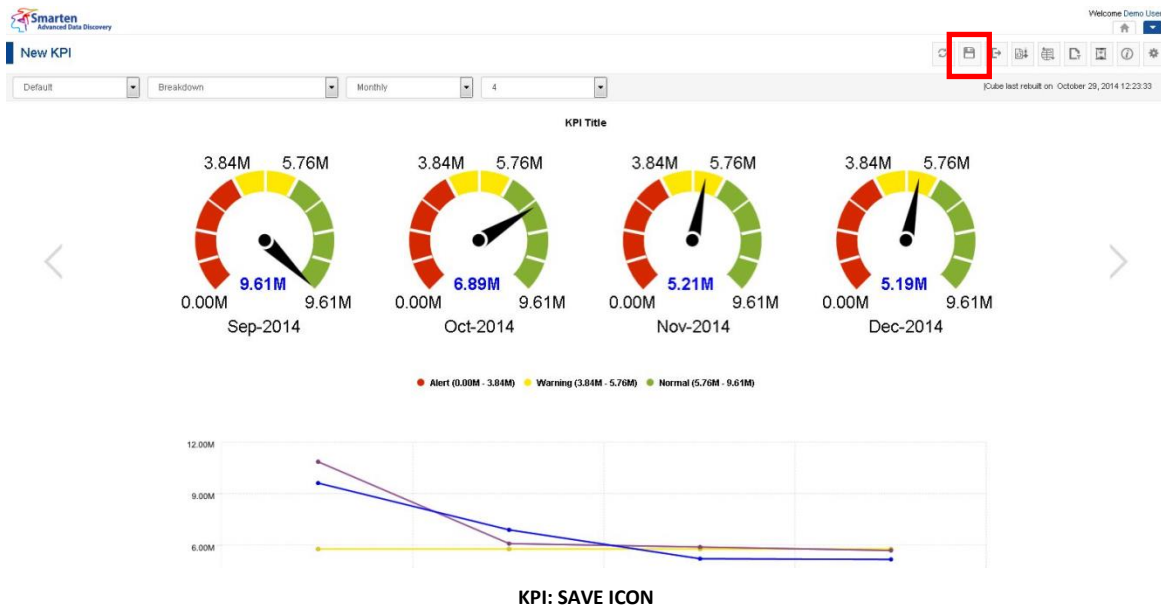 Smarten
Advanced Data Discovery
Welcome Demo User
New KPI
Default
Breakdown
Monthly
4
|Cube last rebuilt on October 29, 2014 12:23:33
KPI Title
3.84M 5.76M 3.84M 5.76M 3.84M 5.76M 3.84M 5.76M
9.61M 6.89M 5.21M 5.19M
0.00M 9.61M 0.00M 9.61M 0.00M 9.61M 0.00M 9.61M
Sep-2014 Oct-2014 Nov-2014 Dec-2014
Alert (0.00M - 3.84M) Warning (3.84M - 5.76M) Normal (5.76M - 9.61M)
12.00M
9.00M
6.00M
KPI: SAVE ICON